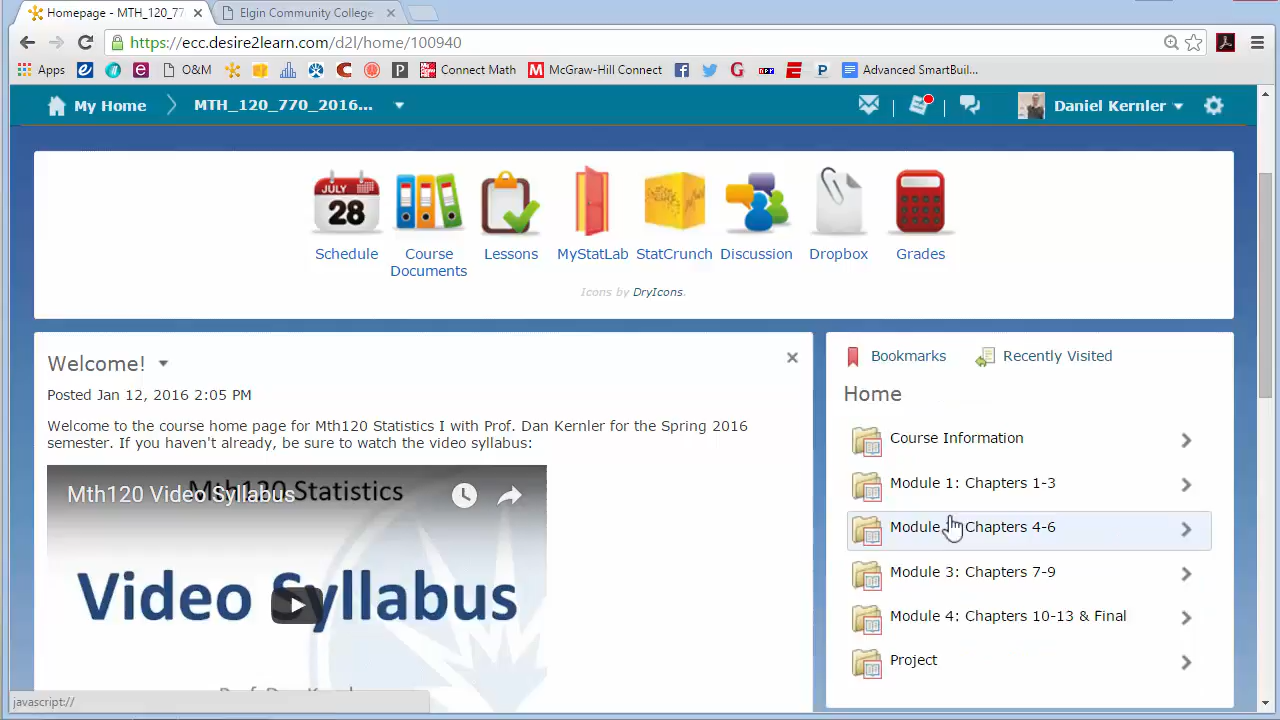 Homepage - MTH_120_77
Elgin Community College
https://ecc.desire2learn.com/d2l/home/100940
Apps O&M Connect Math McGraw-Hill Connect Advanced SmartBuil...
My Home MTH_120_770_2016... Daniel Kernler
JULY
28
Schedule Course Documents Lessons MyStatLab StatCrunch Discussion Dropbox Grades
Icons by DryIcons.
Welcome!
Posted Jan 12, 2016 2:05 PM
Welcome to the course home page for Mth120 Statistics I with Prof. Dan Kernler for the Spring 2016
semester. If you haven't already, be sure to watch the video syllabus:
Mth120 Video Syllabus
Mth120 Statistics
Video Syllabus
Bookmarks Recently Visited
Home
Course Information
Module 1: Chapters 1-3
Module Chapters 4-6
Module 3: Chapters 7-9
Module 4: Chapters 10-13 & Final
Project
javascript://